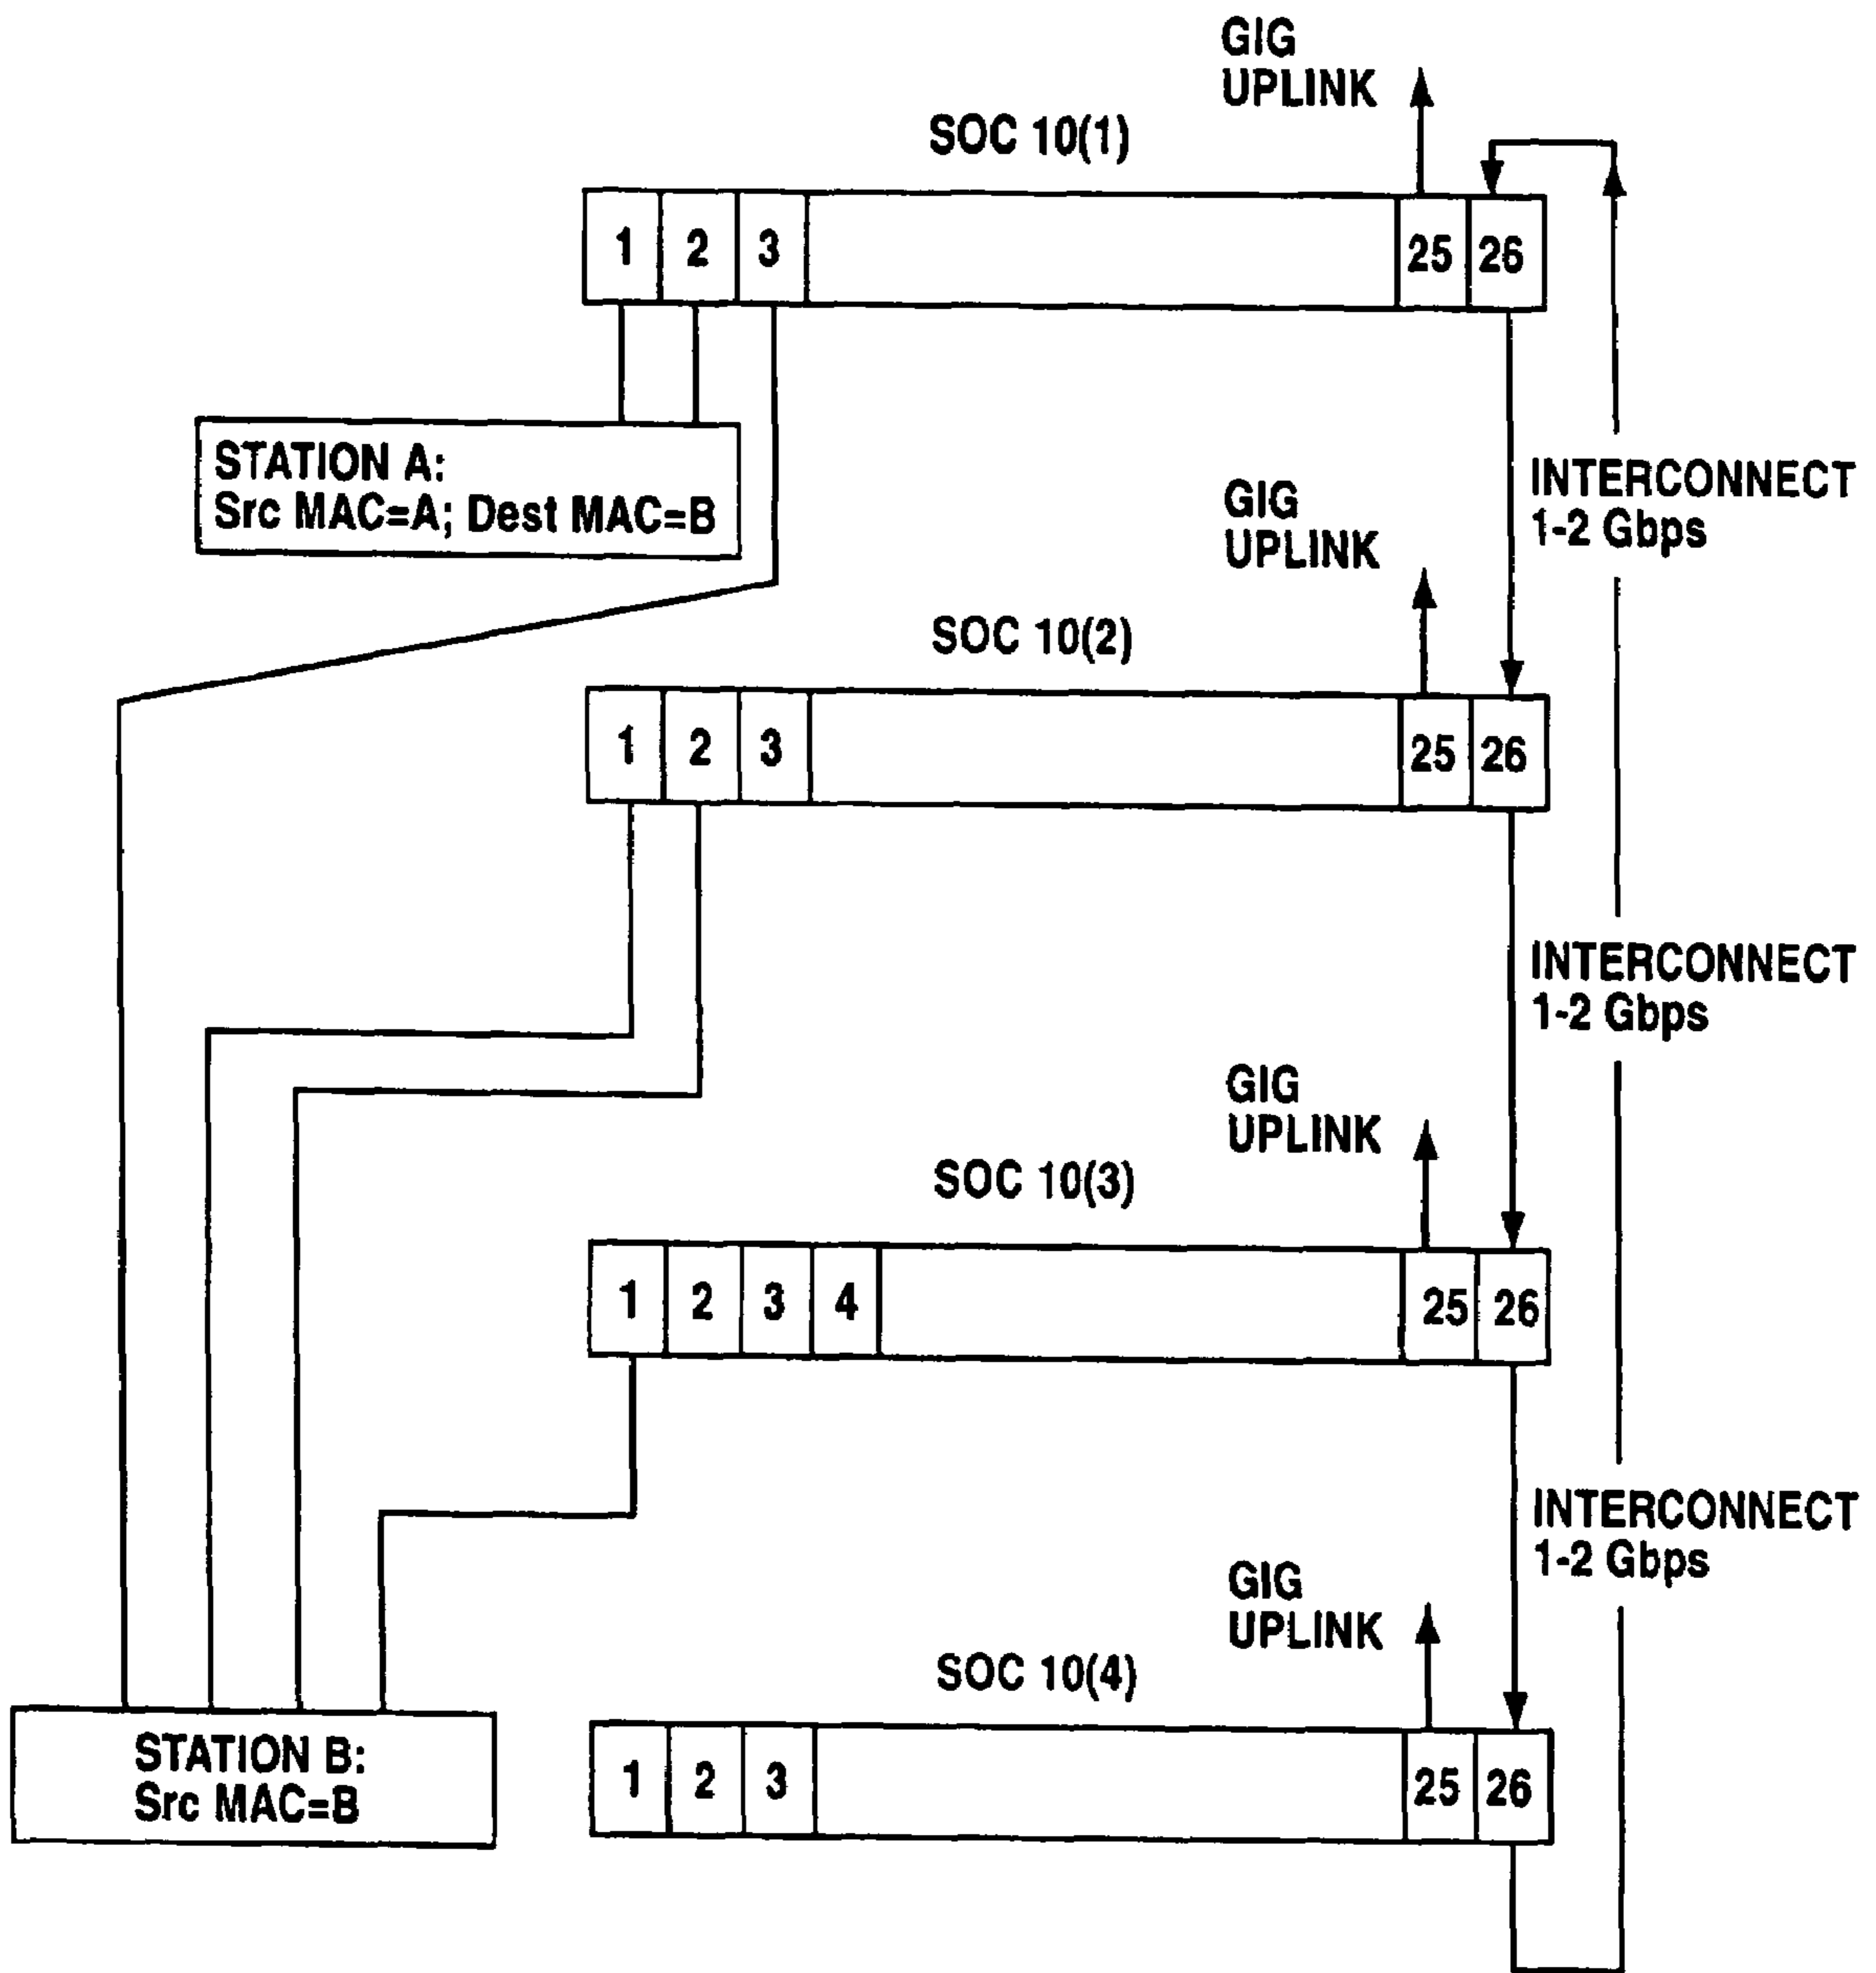 GIG
UPLINK
SOC 10(1)
1 2 3 25 26
STATION A:
Src MAC=A; Dest MAC=B
INTERCONNECT
1-2 Gbps
GIG
UPLINK
SOC 10(2)
1 2 3 25 26
INTERCONNECT
1-2 Gbps
GIG
UPLINK
SOC 10(3)
1 2 3 4 25 26
INTERCONNECT
1-2 Gbps
GIG
UPLINK
SOC 10(4)
STATION B:
Src MAC=B
1 2 3 25 26